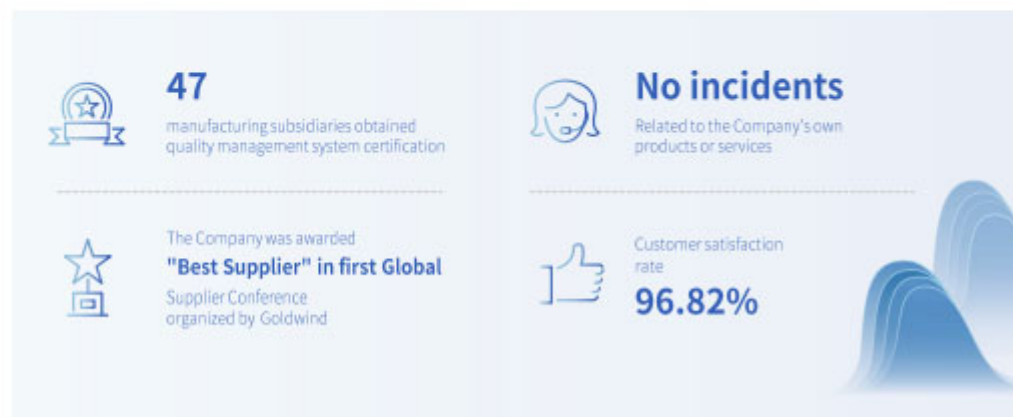 47
manufacturing subsidiaries obtained
quality management system certification
No incidents
Related to the Company's own
products or services
The Company was awarded
"Best Supplier" in first Global
Supplier Conference
organized by Goldwind
Customer satisfaction
rate
96.82%